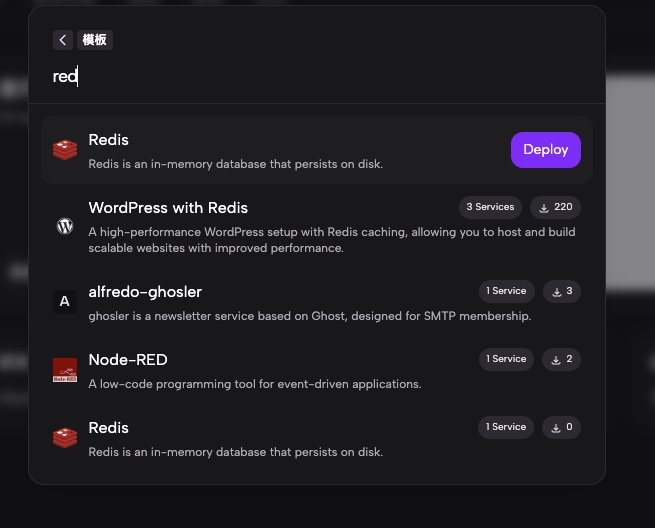 模板
red
Redis
Redis is an in-memory database that persists on disk.
Deploy
WordPress with Redis
3 Services
220
A high-performance WordPress setup with Redis caching, allowing you to host and build
scalable websites with improved performance.
A
alfredo-ghosler
1 Service
3
ghosler is a newsletter service based on Ghost, designed for SMTP membership.
Node-RED
Node-RED
1 Service
2
A low-code programming tool for event-driven applications.
Redis
1 Service
0
Redis is an in-memory database that persists on disk.